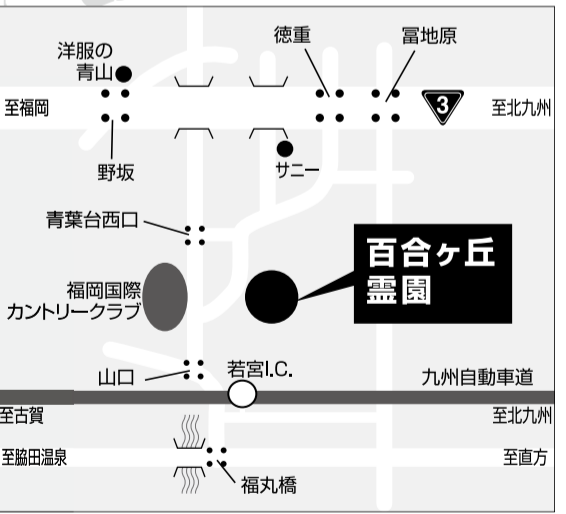 徳重
冨地原
洋服の
青山
至福岡
3
至北九州
野坂
サニー
青葉台西口
百合ヶ丘
霊園
福岡国際
カントリークラブ
山口
若宮I.C.
九州自動車道
至古賀
至北九州
至脇田温泉
至直方
福丸橋